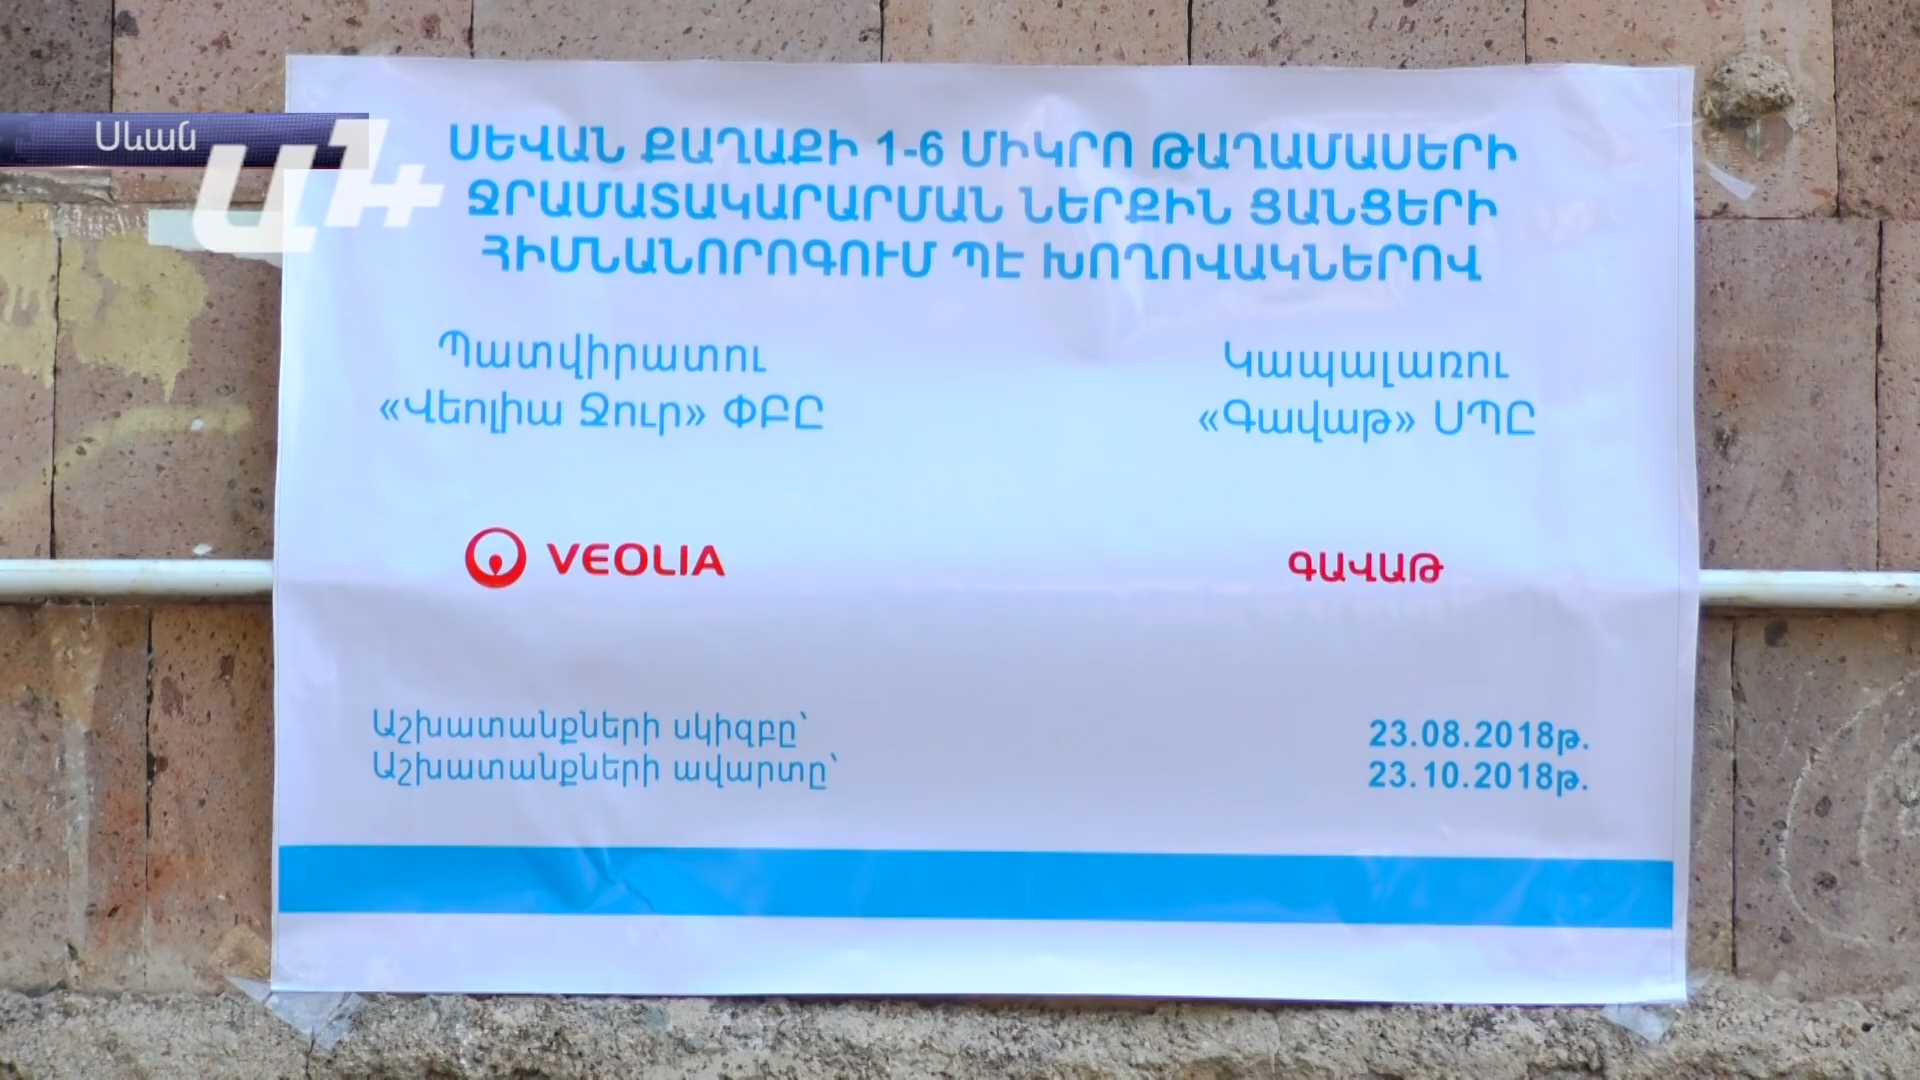 Սևան
Ա1+
ՍԵՎԱՆ ՔԱՂԱՔԻ 1-6 ՄԻԿՐՈ ԹԱՂԱՄԱՍԵՐԻ
ՋՐԱՄԱՏԱԿԱՐԱՐՄԱՆ ՆԵՐՔԻՆ ՑԱՆՑԵՐԻ
ՀԻՄՆԱՆՈՐՈԳՈՒՄ ՊԷ ԽՈՂՈՎԱԿՆԵՐՈՎ
Պատվիրատու
«Վեոլիա Ջուր» ՓԲԸ
Կապալառու
«Գավաթ» ՍՊԸ
VEOLIA
ԳԱՎԱԹ
Աշխատանքների սկիզբը՝ 23.08.2018թ.
Աշխատանքների ավարտը՝ 23.10.2018թ.